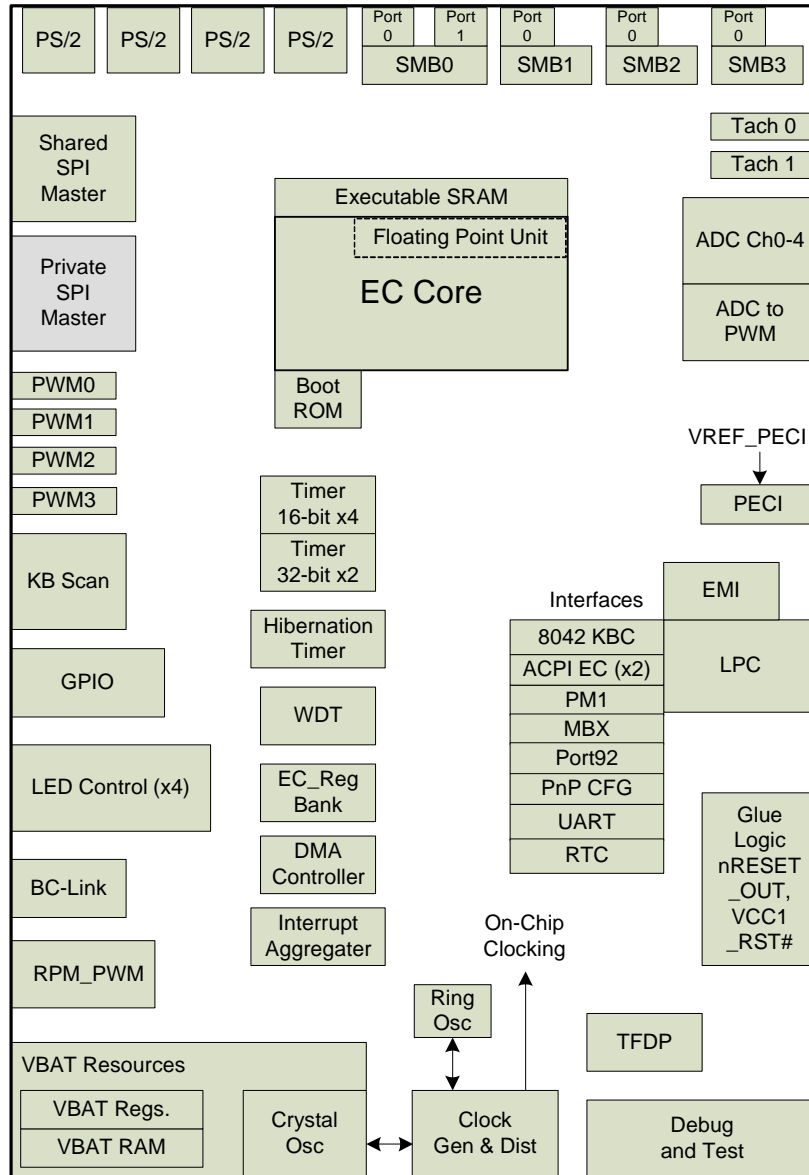 PS/2
PS/2
PS/2
PS/2
Port
0
Port
1
SMB0
Port
0
SMB1
Port
0
SMB2
Port
0
SMB3
Shared
SPI
Master
Tach 0
Tach 1
Executable SRAM
Floating Point Unit
EC Core
Boot
ROM
ADC Ch0-4
ADC to
PWM
Private
SPI
Master
PWM0
PWM1
PWM2
PWM3
VREF_PECI
PECI
Timer
16-bit x4
Timer
32-bit x2
KB Scan
Hibernation
Timer
Interfaces
EMI
8042 KBC
ACPI EC (x2)
PM1
MBX
Port92
PnP CFG
UART
RTC
LPC
GPIO
WDT
LED Control (x4)
EC_Reg
Bank
DMA
Controller
Glue
Logic
nRESET
_OUT,
VCC1
_RST#
BC-Link
Interrupt
Aggregater
On-Chip
Clocking
RPM_PWM
Ring
Osc
TFDP
VBAT Resources
VBAT Regs.
VBAT RAM
Crystal
Osc
Clock
Gen & Dist
Debug
and Test